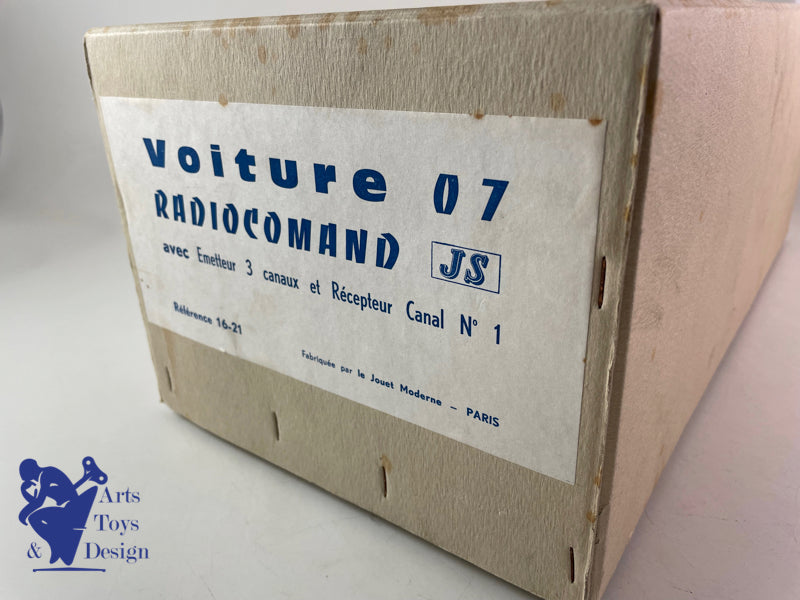 Voiture 07
RADIOCOMAND JS
avec Emetteur 3 canaux et Récepteur Canal N° 1
Référence 16-21
Fabriquée par le Jouet Moderne – PARIS
Arts
Toys
& Design